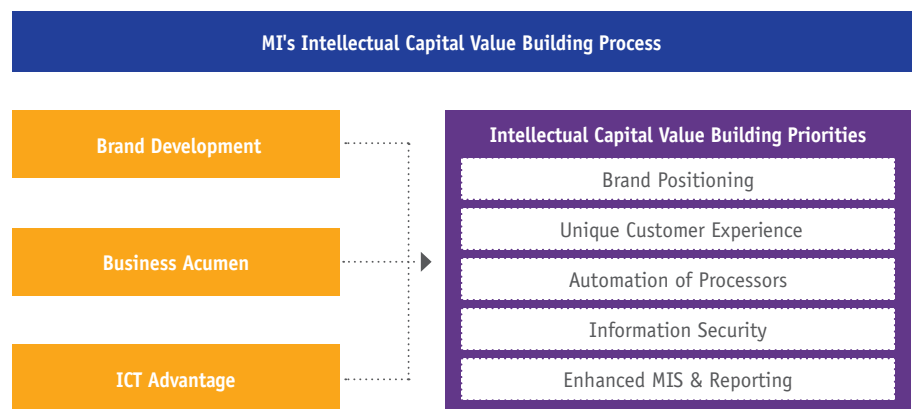 MI's Intellectual Capital Value Building Process
Brand Development
Business Acumen
ICT Advantage
Intellectual Capital Value Building Priorities
Brand Positioning
Unique Customer Experience
Automation of Processors
Information Security
Enhanced MIS & Reporting